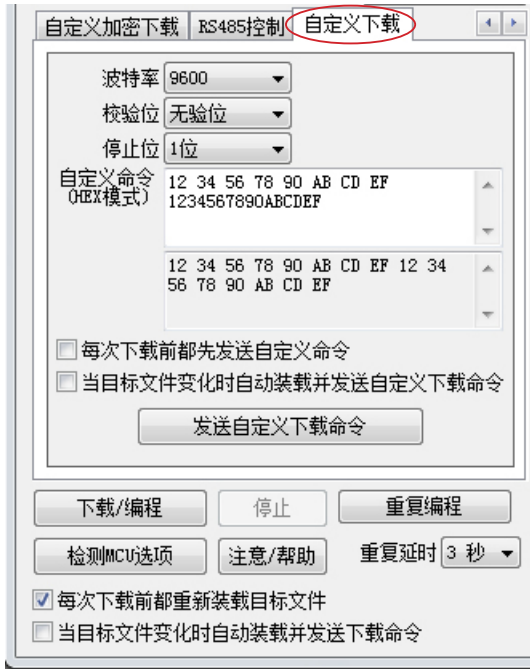 自定义加密下载 RS485控制 自定义下载
波特率 9600
校验位 无验位
停止位 1位
自定义命令
(HEX模式)
12 34 56 78 90 AB CD EF
1234567890ABCDEF
12 34 56 78 90 AB CD EF 12 34
56 78 90 AB CD EF
每次下载前都先发送自定义命令
当目标文件变化时自动装载并发送自定义下载命令
发送自定义下载命令
下载/编程 停止 重复编程
检测MCU选项 注意/帮助 重复延时 3 秒
每次下载前都重新装载目标文件
当目标文件变化时自动装载并发送下载命令